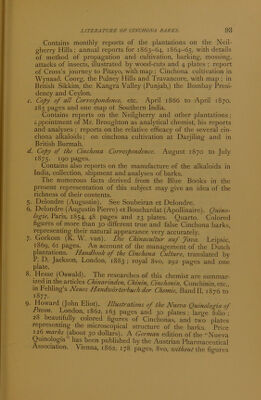 LITERATURE OF CINCHONA BARKS. 93
Contains monthly reports of the plantations on the Neil-
gherry Hills; annual reports for 1863-64, 1864-65, with details
of method of propagation and cultivation, barking, mossing,
attacks of insects, illustrated by wood-cuts and 4 plates; report
of Cross's journey to Pitayo, with map; Cinchona cultivation in
Wynaad, Coorg, the Pulney Hills and Travancore, with map; in
British Sikkim, the Kangra Valley (Punjab,) the Bombay Presi-
dency and Ceylon.
c. Copy of all Correspondence, etc. April 1866 to April 1870.
285 pages and one map of Southern India.
Contains reports on the Neilgherry and other plantations;
appointment of Mr. Broughton as analytical chemist, his reports
and analyses; reports on the relative efficacy of the several cin-
chona alkaloids; on cinchona cultivation at Darjiling and in
British Burmah.
d. Copy of the Cinchona Correspondence. August 1870 to July
1875. 190 pages.
Contains also reports on the manufacture of the alkaloids in
India, collection, shipment and analyses of barks.
The numerous facts derived from the Blue Books in the
present representation of this subject may give an idea of the
richness of their contents.
5. Delondre (Augustin). See Soubeiran et Delondre.
6. Delondre (Augustin Pierre) et Bouchardat (Apollinaire). Quino-
logie, Paris, 1854, 48 pages and 23 plates. Quarto. Colored
figures of more than 30 different true and false Cinchona barks,
representing their natural appearance very accurately.
7. Gorkom (K. W. van). Die Chinacultur auf Java. Leipzic,
1869, 61 pages. An account of the management of the Dutch
plantations. Handbook of the Cinchona Culture, translated by
P. D. Jackson, London, 1883; royal 8vo, 292 pages and one
plate.
8. Hesse (Oswald). The researches of this chemist are summar-
ized in the articles Chinarinden, Chinin, Cinchonin, Cunchinin, etc.,
in Fehling's Neues Handwörterbuch der Chemie, Band II, 1876 to
1877.
9. Howard (John Eliot). Illustrations of the Nueva Quinologia of
Pavon. London, 1862, 163 pages and 30 plates; large folio;
28 beautifully colored figures of Cinchonas, and two plates
representing the microscopical structure of the barks. Price
126 marks (about 30 dollars). A German edition of the "Nueva
Quinologia" has been published by the Austrian Pharmaceutical
Association. Vienna, 1862, 178 pages, 8vo, without the figures